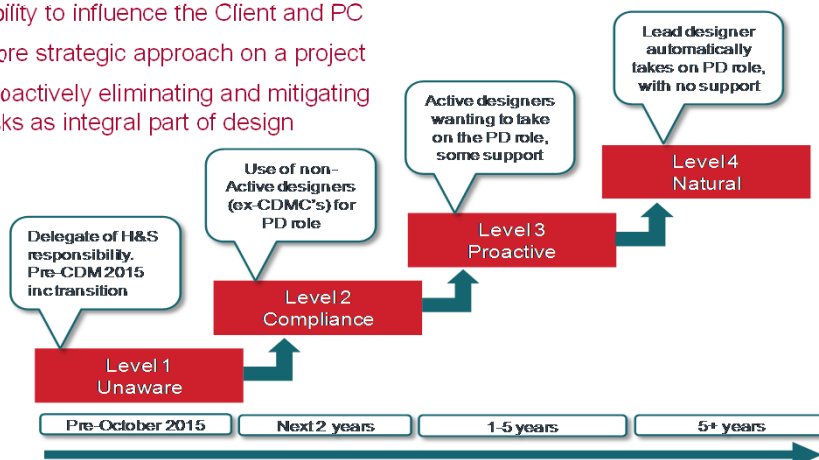 bility to influence the Client and PC
ore strategic approach on a project
oactively eliminating and mitigating
ks as integral part of design
Lead designer
automatically
takes on PD role,
with no support
Active designers
wanting to take
on the PD role,
some support
Use of non-
Active designers
(ex-CDMC's) for
PD role
Delegate of H&S
responsibility.
Pre-CDM 2015
inc transition
Level 4
Natural
Level 3
Proactive
Level 2
Compliance
Level 1
Unaware
Pre-October 2015
Next 2 years
1-5 years
5+ years